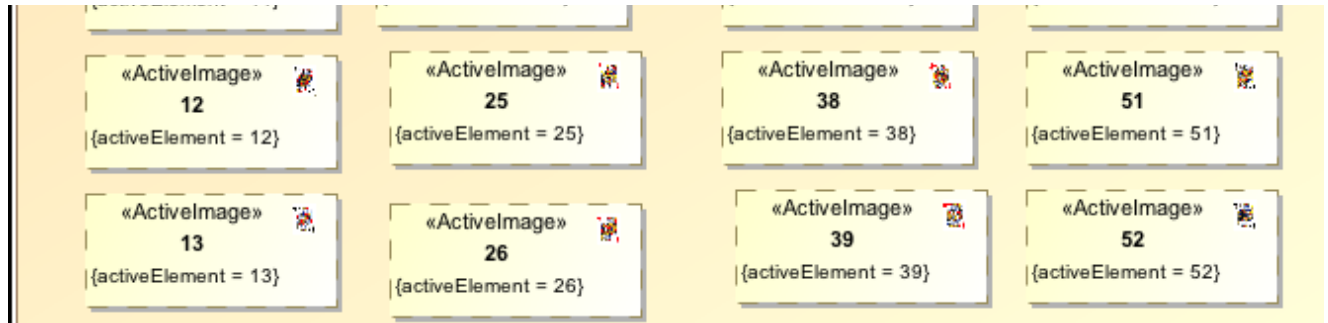 «ActiveImage»
12
{activeElement = 12}
«ActiveImage»
25
{activeElement = 25}
«ActiveImage»
38
{activeElement = 38}
«ActiveImage»
51
{activeElement = 51}
«ActiveImage»
13
{activeElement = 13}
«ActiveImage»
26
{activeElement = 26}
«ActiveImage»
39
{activeElement = 39}
«ActiveImage»
52
{activeElement = 52}